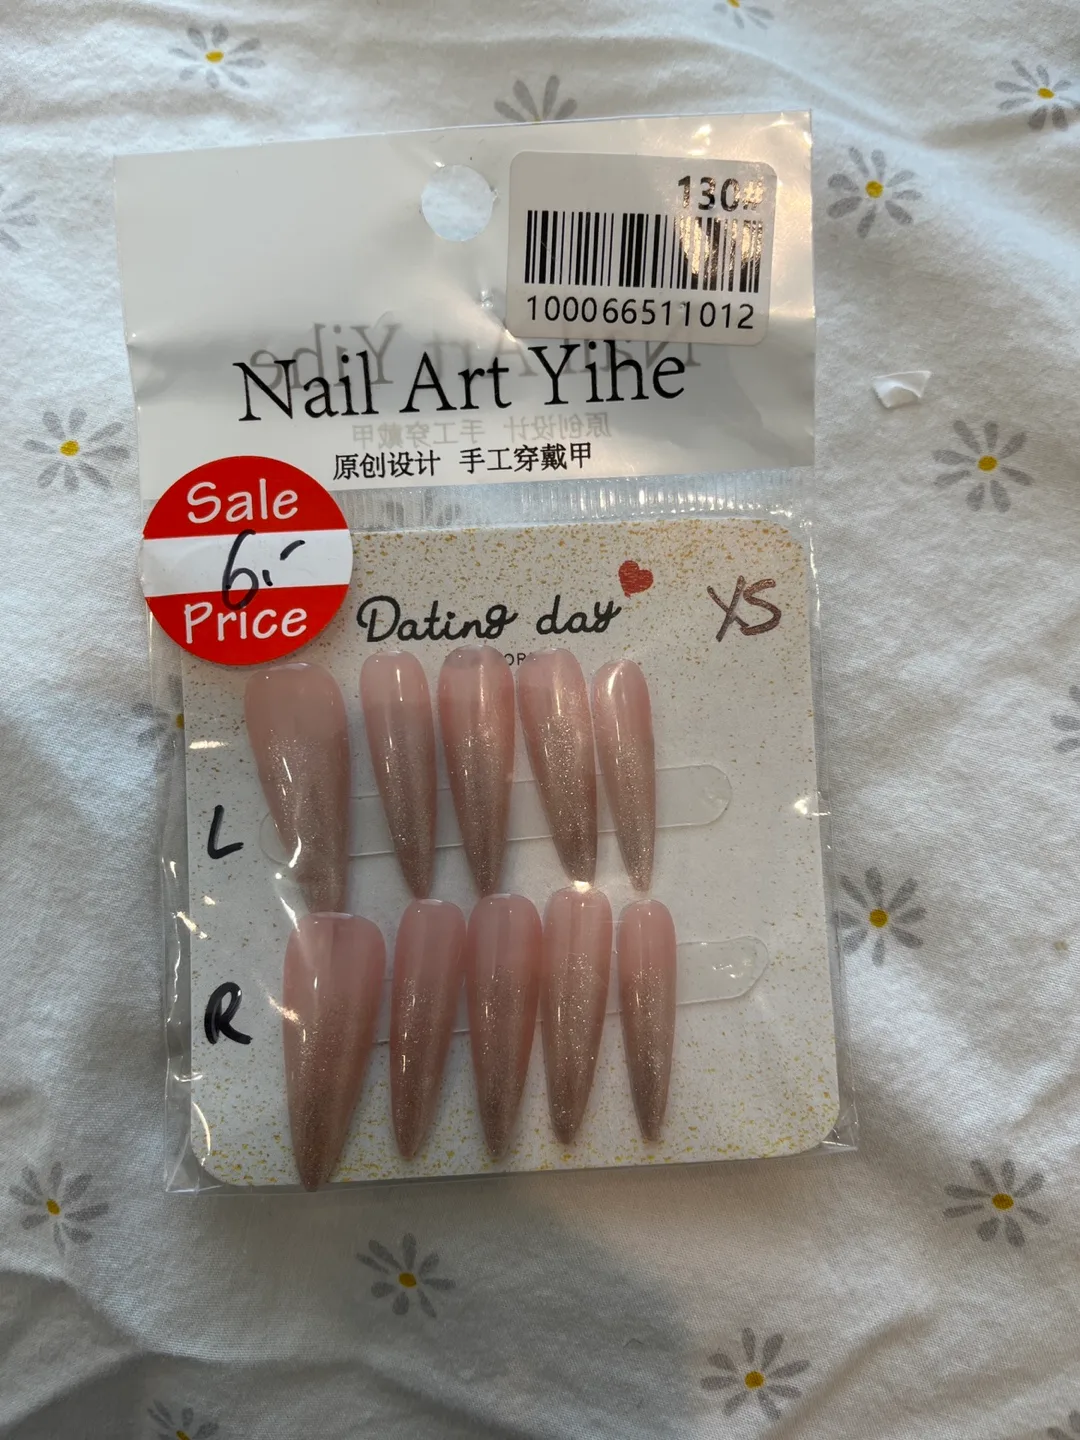 130#
100066511012
Nail Art Yihe
原创设计 手工穿戴甲
Sale
6.-
Price
Dating day
XS
L
R